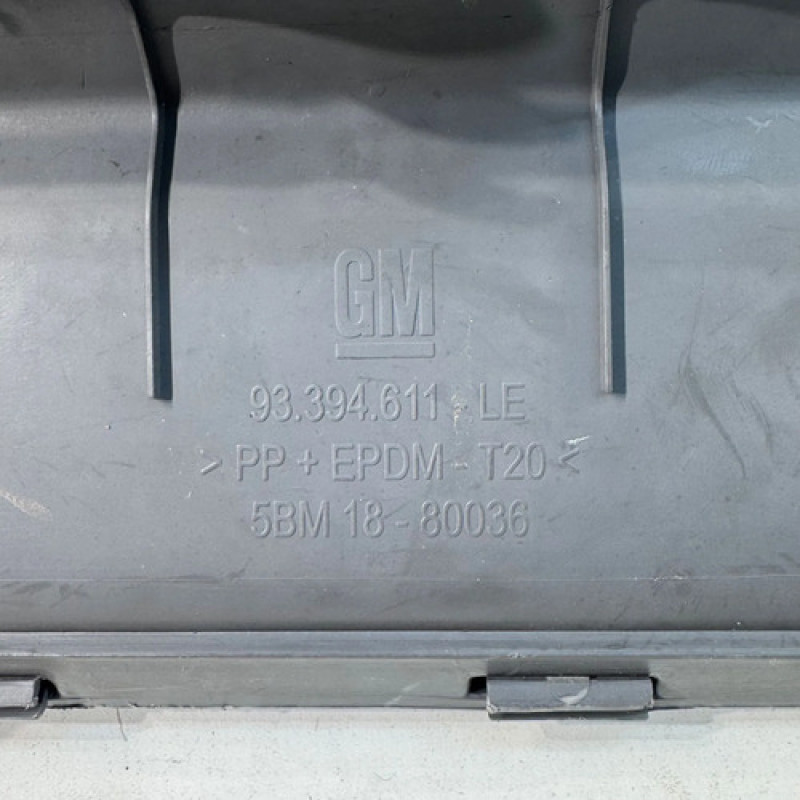 GM
93.394.611 LE
> PP + EPDM - T20 <
5BM 18 - 80036